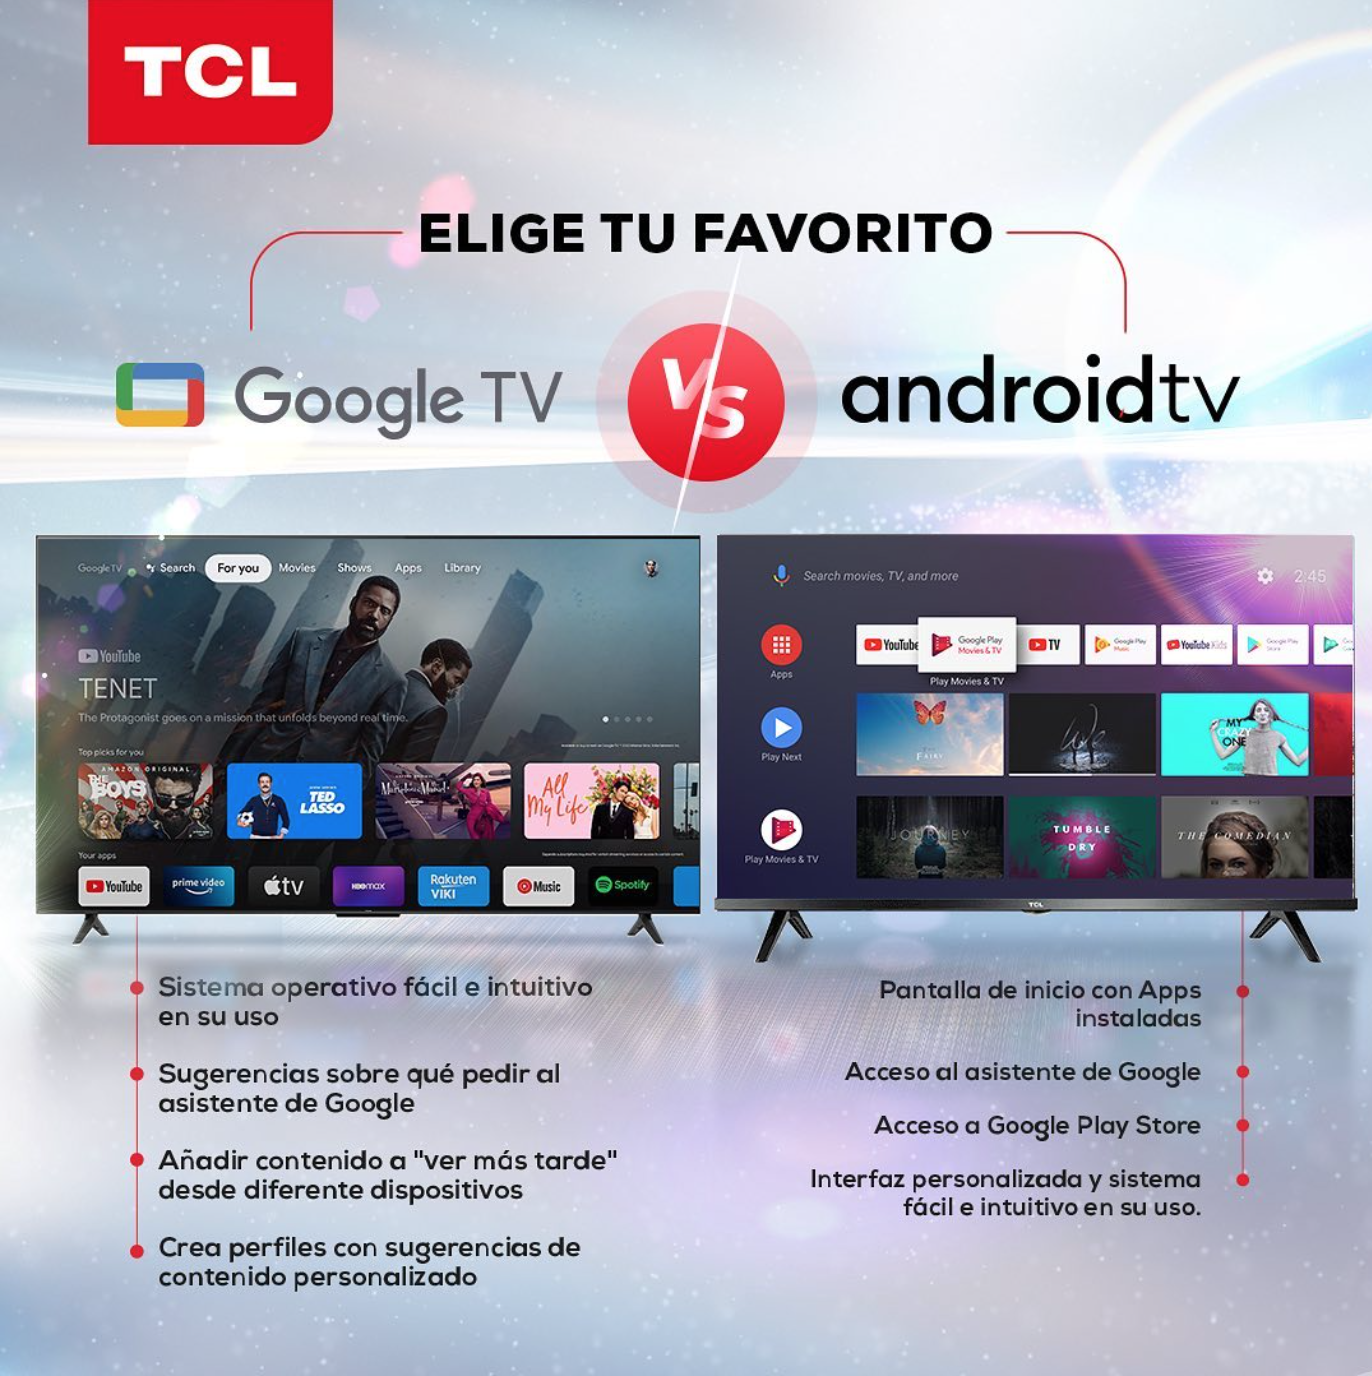 TCL
ELIGE TU FAVORITO
Google TV
VS
androidtv
Google TV Search For you Movies Shows Apps Library
YouTube
TENET
The Protagonist goes on a mission that unfolds beyond real time.
Top picks for you
AMAZON ORIGINAL
THE BOYS
TED
LASSO
All
My Life
Your apps
YouTube
prime video
tv
HBOmax
Rakuten
VIKI
Music
Spotify
Search movies, TV, and more
2:45
Apps
YouTube
Google Play
Movies & TV
TV
Google Play
Music
YouTube Kids
Google Play
Store
Play Movies & TV
Play Next
FAIRY
MY
CRAZY
ONE
Play Movies & TV
JOURNEY
TUMBLE
DRY
THE COMEDIAN
TCL
Sistema operativo fácil e intuitivo
en su uso
Sugerencias sobre qué pedir al
asistente de Google
Añadir contenido a "ver más tarde"
desde diferente dispositivos
Crea perfiles con sugerencias de
contenido personalizado
Pantalla de inicio con Apps
instaladas
Acceso al asistente de Google
Acceso a Google Play Store
Interfaz personalizada y sistema
fácil e intuitivo en su uso.